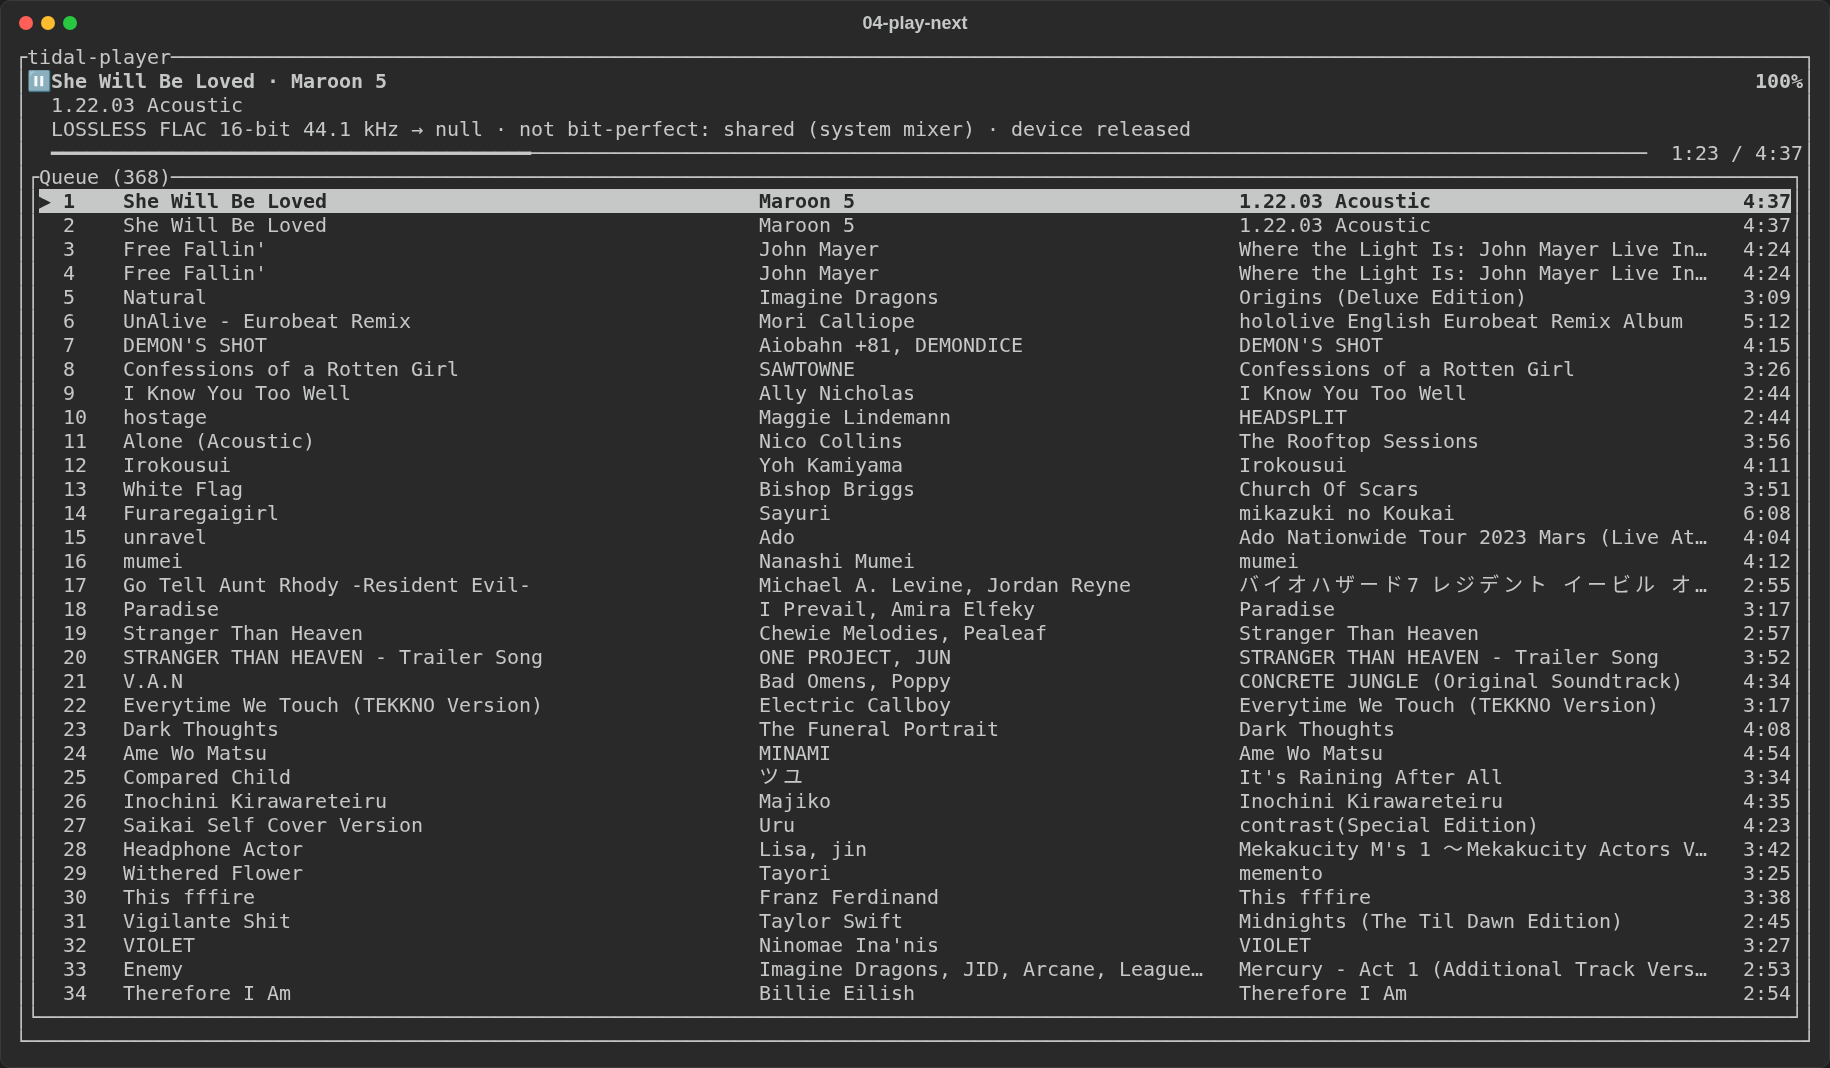 04-play-next
tidal-player
⏸She Will Be Loved · Maroon 5 100%
1.22.03 Acoustic
LOSSLESS FLAC 16-bit 44.1 kHz → null · not bit-perfect: shared (system mixer) · device released
1:23 / 4:37
Queue (368)
▶ 1 She Will Be Loved Maroon 5 1.22.03 Acoustic 4:37
2 She Will Be Loved Maroon 5 1.22.03 Acoustic 4:37
3 Free Fallin' John Mayer Where the Light Is: John Mayer Live In… 4:24
4 Free Fallin' John Mayer Where the Light Is: John Mayer Live In… 4:24
5 Natural Imagine Dragons Origins (Deluxe Edition) 3:09
6 UnAlive - Eurobeat Remix Mori Calliope hololive English Eurobeat Remix Album 5:12
7 DEMON'S SHOT Aiobahn +81, DEMONDICE DEMON'S SHOT 4:15
8 Confessions of a Rotten Girl SAWTOWNE Confessions of a Rotten Girl 3:26
9 I Know You Too Well Ally Nicholas I Know You Too Well 2:44
10 hostage Maggie Lindemann HEADSPLIT 2:44
11 Alone (Acoustic) Nico Collins The Rooftop Sessions 3:56
12 Irokousui Yoh Kamiyama Irokousui 4:11
13 White Flag Bishop Briggs Church Of Scars 3:51
14 Furaregaigirl Sayuri mikazuki no Koukai 6:08
15 unravel Ado Ado Nationwide Tour 2023 Mars (Live At… 4:04
16 mumei Nanashi Mumei mumei 4:12
17 Go Tell Aunt Rhody -Resident Evil- Michael A. Levine, Jordan Reyne バイオハザード7 レジデント イービル オ… 2:55
18 Paradise I Prevail, Amira Elfeky Paradise 3:17
19 Stranger Than Heaven Chewie Melodies, Pealeaf Stranger Than Heaven 2:57
20 STRANGER THAN HEAVEN - Trailer Song ONE PROJECT, JUN STRANGER THAN HEAVEN - Trailer Song 3:52
21 V.A.N Bad Omens, Poppy CONCRETE JUNGLE (Original Soundtrack) 4:34
22 Everytime We Touch (TEKKNO Version) Electric Callboy Everytime We Touch (TEKKNO Version) 3:17
23 Dark Thoughts The Funeral Portrait Dark Thoughts 4:08
24 Ame Wo Matsu MINAMI Ame Wo Matsu 4:54
25 Compared Child ツユ It's Raining After All 3:34
26 Inochini Kirawareteiru Majiko Inochini Kirawareteiru 4:35
27 Saikai Self Cover Version Uru contrast(Special Edition) 4:23
28 Headphone Actor Lisa, jin Mekakucity M's 1 ～Mekakucity Actors V… 3:42
29 Withered Flower Tayori memento 3:25
30 This fffire Franz Ferdinand This fffire 3:38
31 Vigilante Shit Taylor Swift Midnights (The Til Dawn Edition) 2:45
32 VIOLET Ninomae Ina'nis VIOLET 3:27
33 Enemy Imagine Dragons, JID, Arcane, League… Mercury - Act 1 (Additional Track Vers… 2:53
34 Therefore I Am Billie Eilish Therefore I Am 2:54